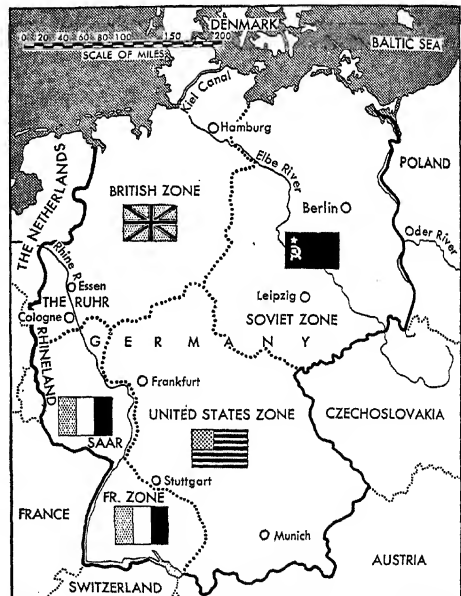 DENMARK
BALTIC SEA
0 20 40 60 80 100 150 200
SCALE OF MILES
Kiel Canal
Hamburg
Elbe River
POLAND
THE NETHERLANDS
BRITISH ZONE
Berlin
Oder River
Rhine R.
Essen
THE RUHR
Leipzig
Cologne
SOVIET ZONE
RHINELAND
GERMANY
Frankfurt
UNITED STATES ZONE
CZECHOSLOVAKIA
SAAR
Stuttgart
FRANCE
FR. ZONE
Munich
AUSTRIA
SWITZERLAND